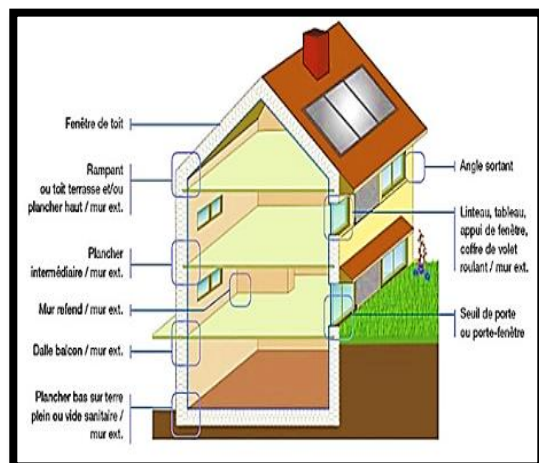 Fenêtre de toit
Rampant
ou toit terrasse et/ou
plancher haut / mur ext.
Plancher
intermédiaire / mur ext.
Mur refend / mur ext.
Dalle balcon / mur ext.
Plancher bas sur terre
plein ou vide sanitaire /
mur ext.
Angle sortant
Linteau, tableau,
appui de fenêtre,
coffre de volet
roulant / mur ext.
Seuil de porte
ou porte-fenêtre